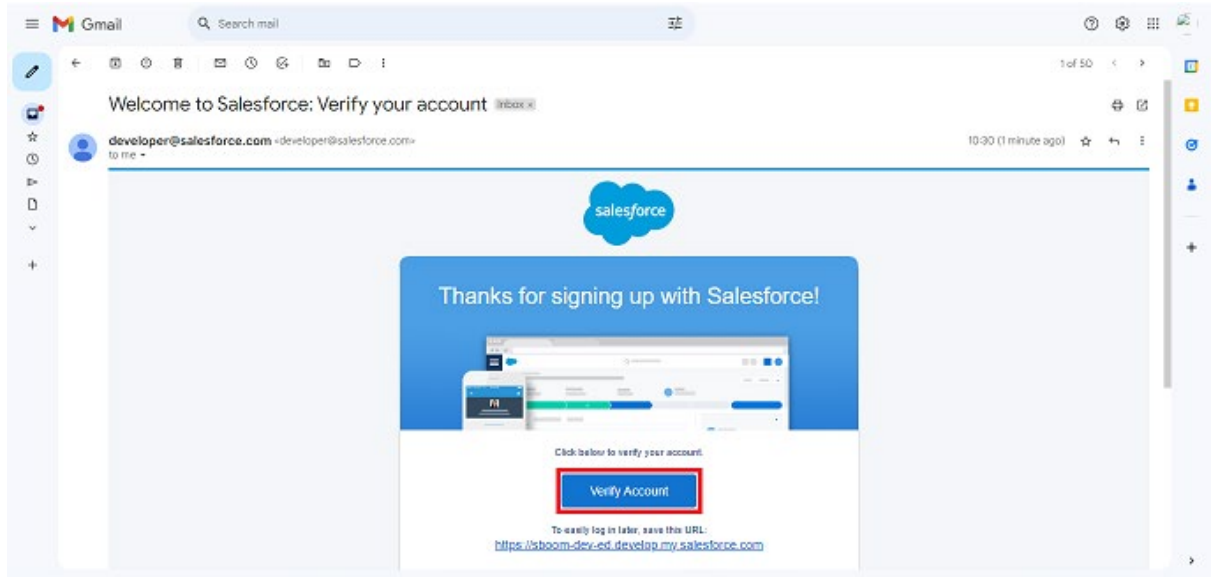 Gmail
Search mail
1 of 50
Welcome to Salesforce: Verify your account Inbox ×
developer@salesforce.com <developer@salesforce.com>
10:30 (1 minute ago)
to me
salesforce
Thanks for signing up with Salesforce!
Click below to verify your account.
Verify Account
To easily log in later, save this URL:
https://sboom-dev-ed.develop.my.salesforce.com